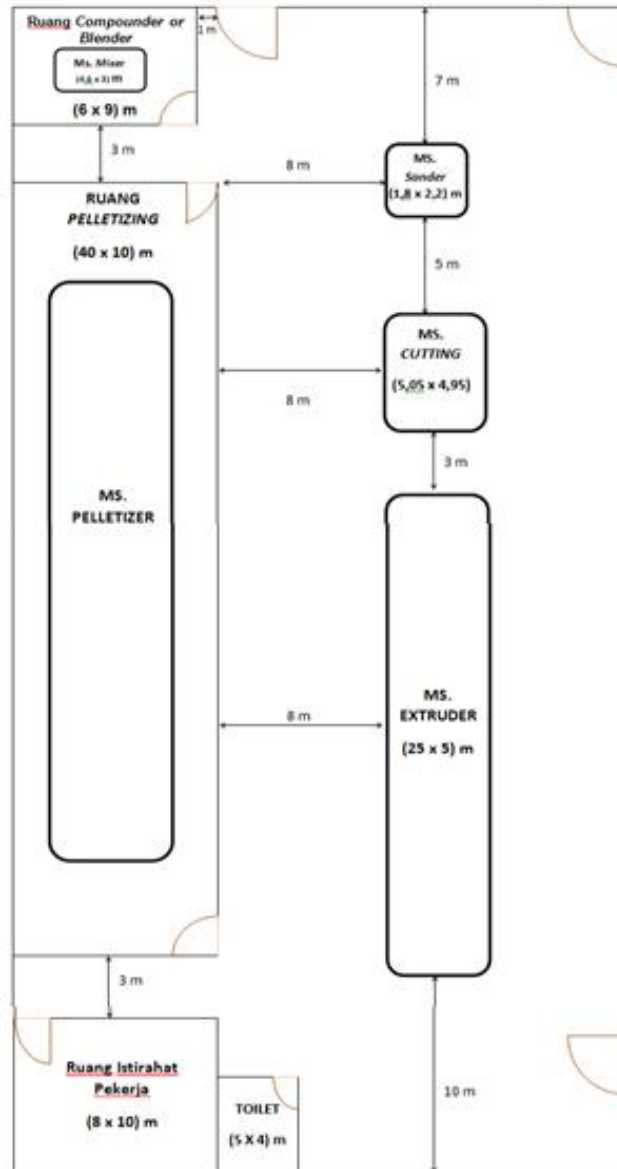 Ruang Compounder or
Blender
Ms. Mixer
(6 x 9) m
1 m
7 m
3 m
8 m
MS.
Sander
(1,8 x 2,2) m
RUANG
PELLETIZING
(40 x 10) m
5 m
MS.
CUTTING
(5,05 x 4,95)
8 m
3 m
MS.
PELLETIZER
MS.
EXTRUDER
(25 x 5) m
8 m
3 m
Ruang Istirahat
Pekerja
(8 x 10) m
TOILET
(5 X 4) m
10 m